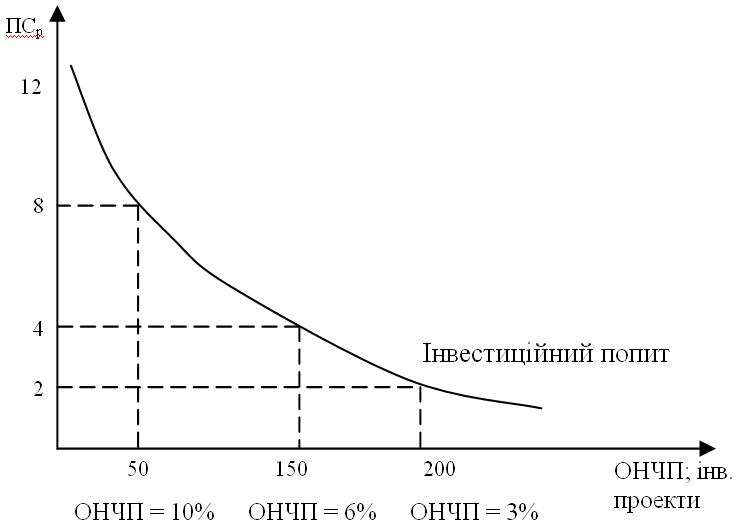 ПСр
12
8
4
Інвестиційний попит
2
50 150 200
ОНЧП; інв.
проекти
ОНЧП = 10% ОНЧП = 6% ОНЧП = 3%